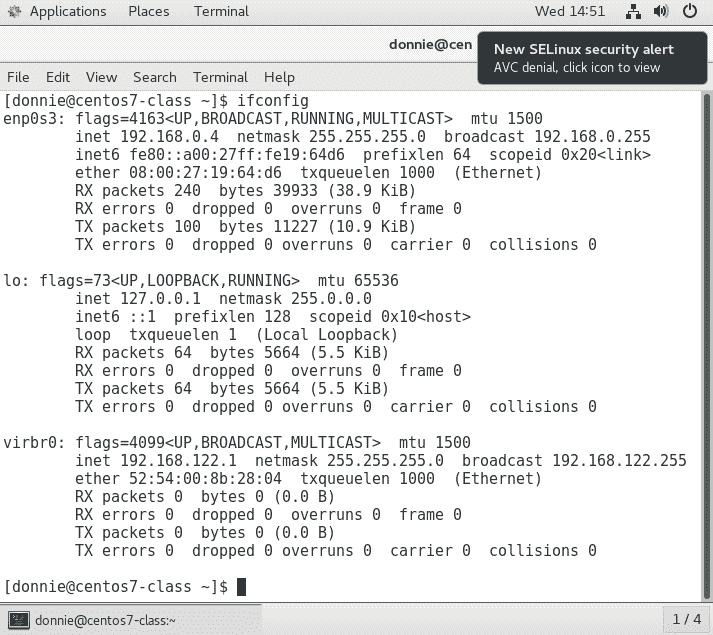 Applications Places Terminal Wed 14:51
donnie@cen
New SELinux security alert
AVC denial, click icon to view
File Edit View Search Terminal Help
[donnie@centos7-class ~]$ ifconfig
enp0s3: flags=4163<UP,BROADCAST,RUNNING,MULTICAST>  mtu 1500
        inet 192.168.0.4  netmask 255.255.255.0  broadcast 192.168.0.255
        inet6 fe80::a00:27ff:fe19:64d6  prefixlen 64  scopeid 0x20<link>
        ether 08:00:27:19:64:d6  txqueuelen 1000  (Ethernet)
        RX packets 240  bytes 39933 (38.9 KiB)
        RX errors 0  dropped 0  overruns 0  frame 0
        TX packets 100  bytes 11227 (10.9 KiB)
        TX errors 0  dropped 0 overruns 0  carrier 0  collisions 0

lo: flags=73<UP,LOOPBACK,RUNNING>  mtu 65536
        inet 127.0.0.1  netmask 255.0.0.0
        inet6 ::1  prefixlen 128  scopeid 0x10<host>
        loop  txqueuelen 1  (Local Loopback)
        RX packets 64  bytes 5664 (5.5 KiB)
        RX errors 0  dropped 0  overruns 0  frame 0
        TX packets 64  bytes 5664 (5.5 KiB)
        TX errors 0  dropped 0 overruns 0  carrier 0  collisions 0

virbr0: flags=4099<UP,BROADCAST,MULTICAST>  mtu 1500
        inet 192.168.122.1  netmask 255.255.255.0  broadcast 192.168.122.255
        ether 52:54:00:8b:28:04  txqueuelen 1000  (Ethernet)
        RX packets 0  bytes 0 (0.0 B)
        RX errors 0  dropped 0  overruns 0  frame 0
        TX packets 0  bytes 0 (0.0 B)
        TX errors 0  dropped 0 overruns 0  carrier 0  collisions 0

[donnie@centos7-class ~]$
donnie@centos7-class:~ 1 / 4